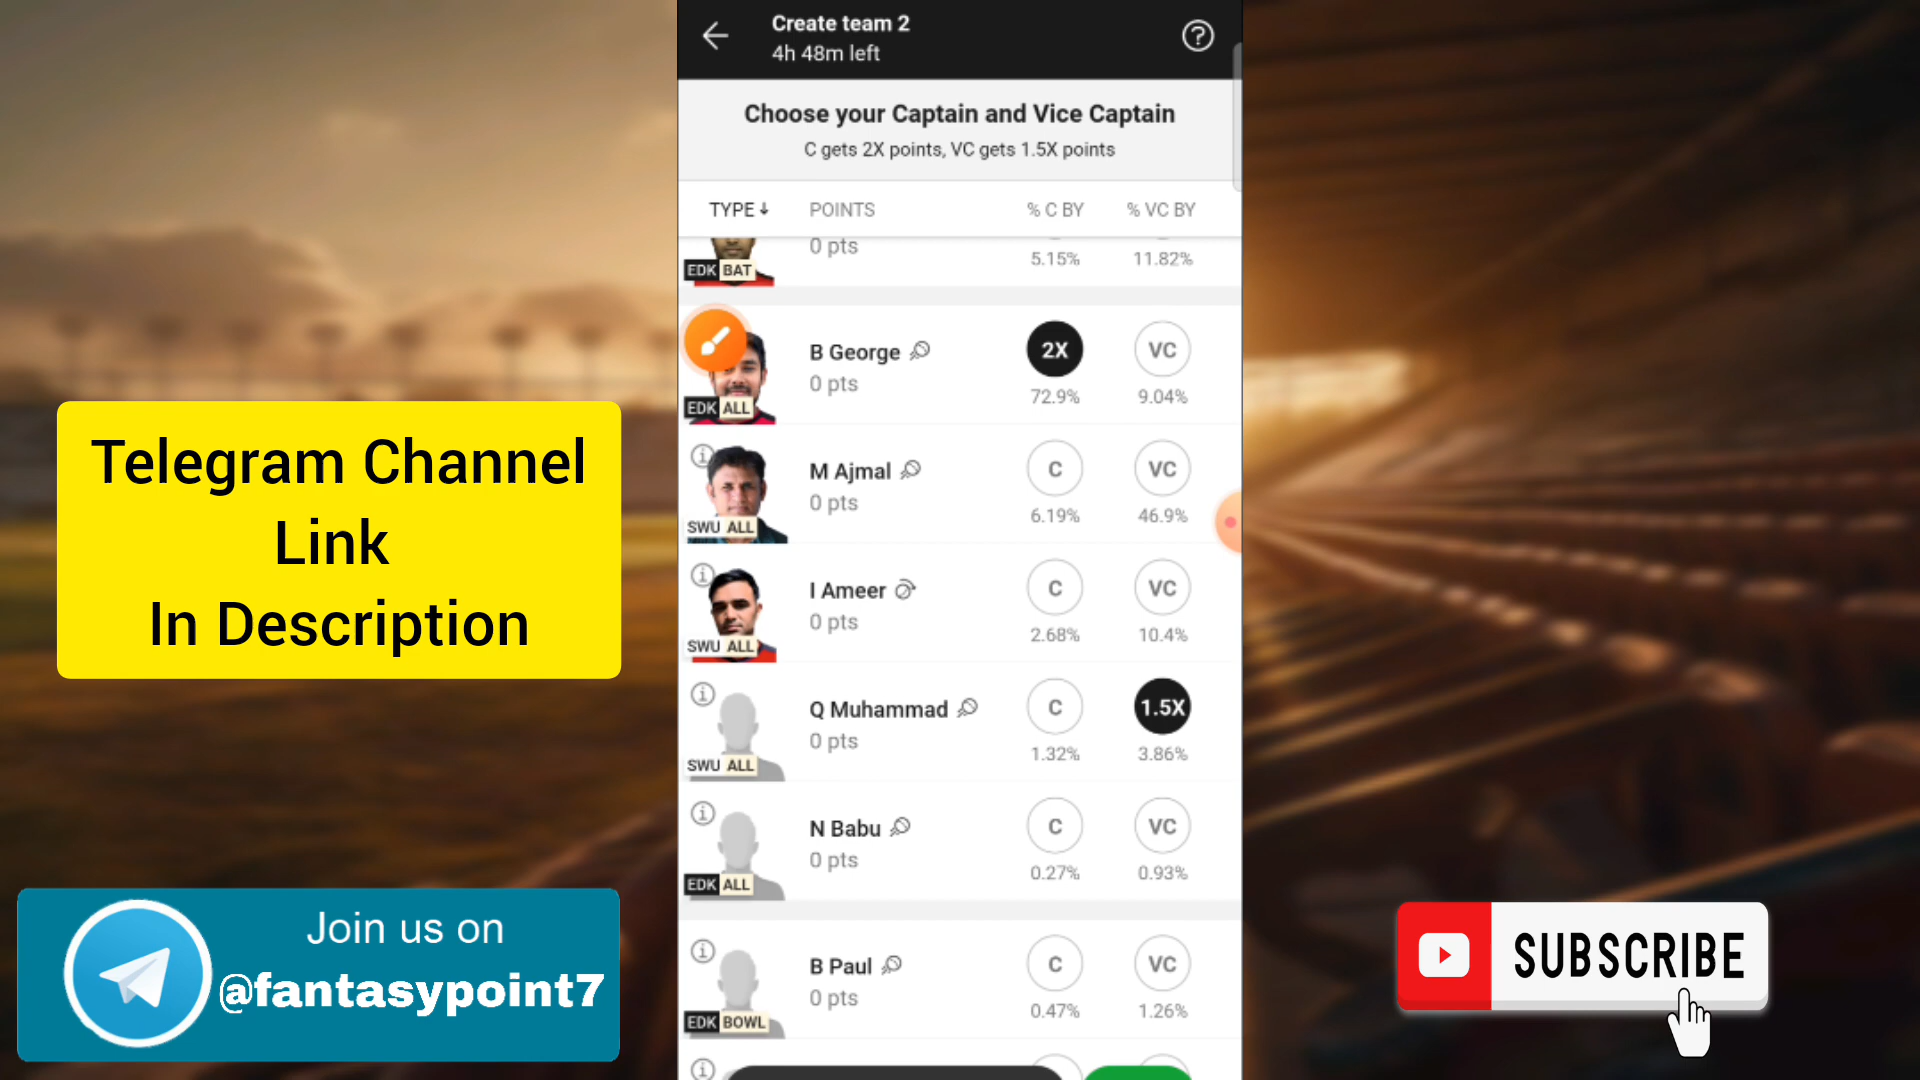 Create team 2
4h 48m left
Choose your Captain and Vice Captain
C gets 2X points, VC gets 1.5X points
TYPE POINTS % C BY % VC BY
0 pts
5.15% 11.82%
EDK BAT
B George 2X VC
0 pts
72.9% 9.04%
EDK ALL
M Ajmal C VC
0 pts
6.19% 46.9%
SWU ALL
I Ameer C VC
0 pts
2.68% 10.4%
SWU ALL
Q Muhammad C 1.5X
0 pts
1.32% 3.86%
SWU ALL
N Babu C VC
0 pts
0.27% 0.93%
EDK ALL
B Paul C VC
0 pts
0.47% 1.26%
EDK BOWL
Telegram Channel
Link
In Description
Join us on
@fantasypoint7
SUBSCRIBE